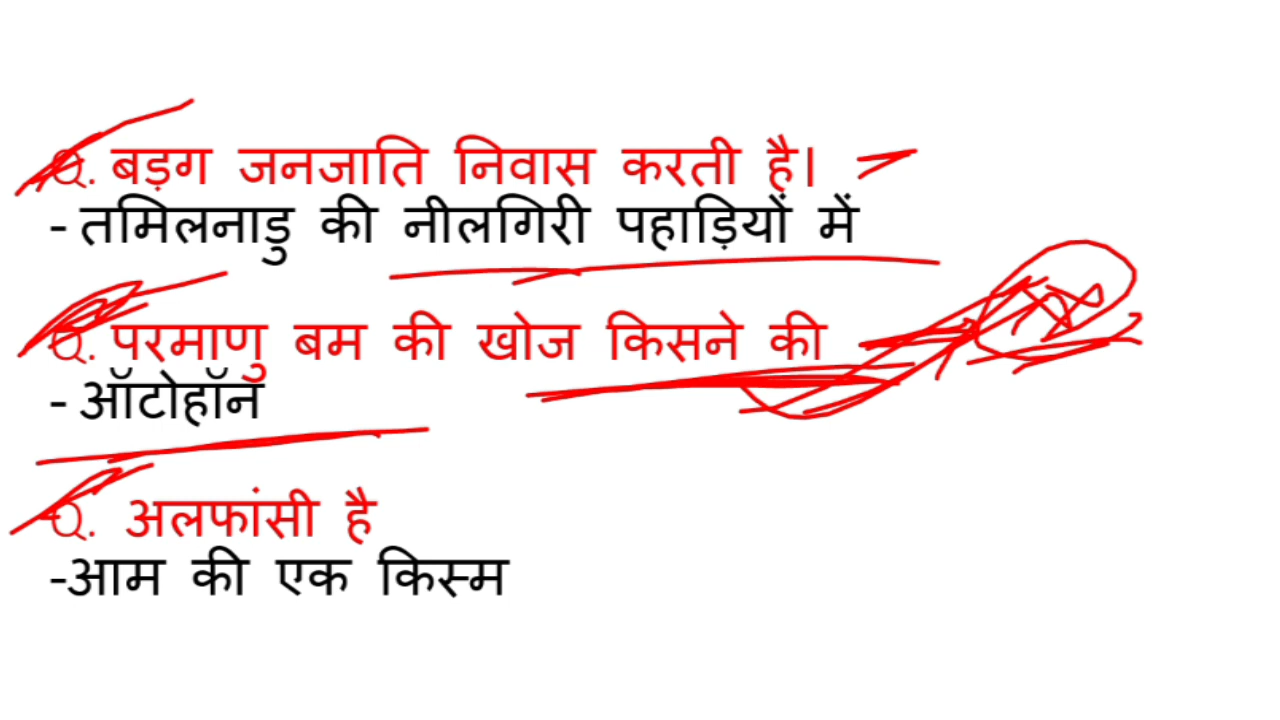 Q. बड़ग जनजाति निवास करती है।
- तमिलनाडु की नीलगिरी पहाड़ियों में
Q. परमाणु बम की खोज किसने की
- ऑटोहॉन
Q. अलफांसी है
-आम की एक किस्म